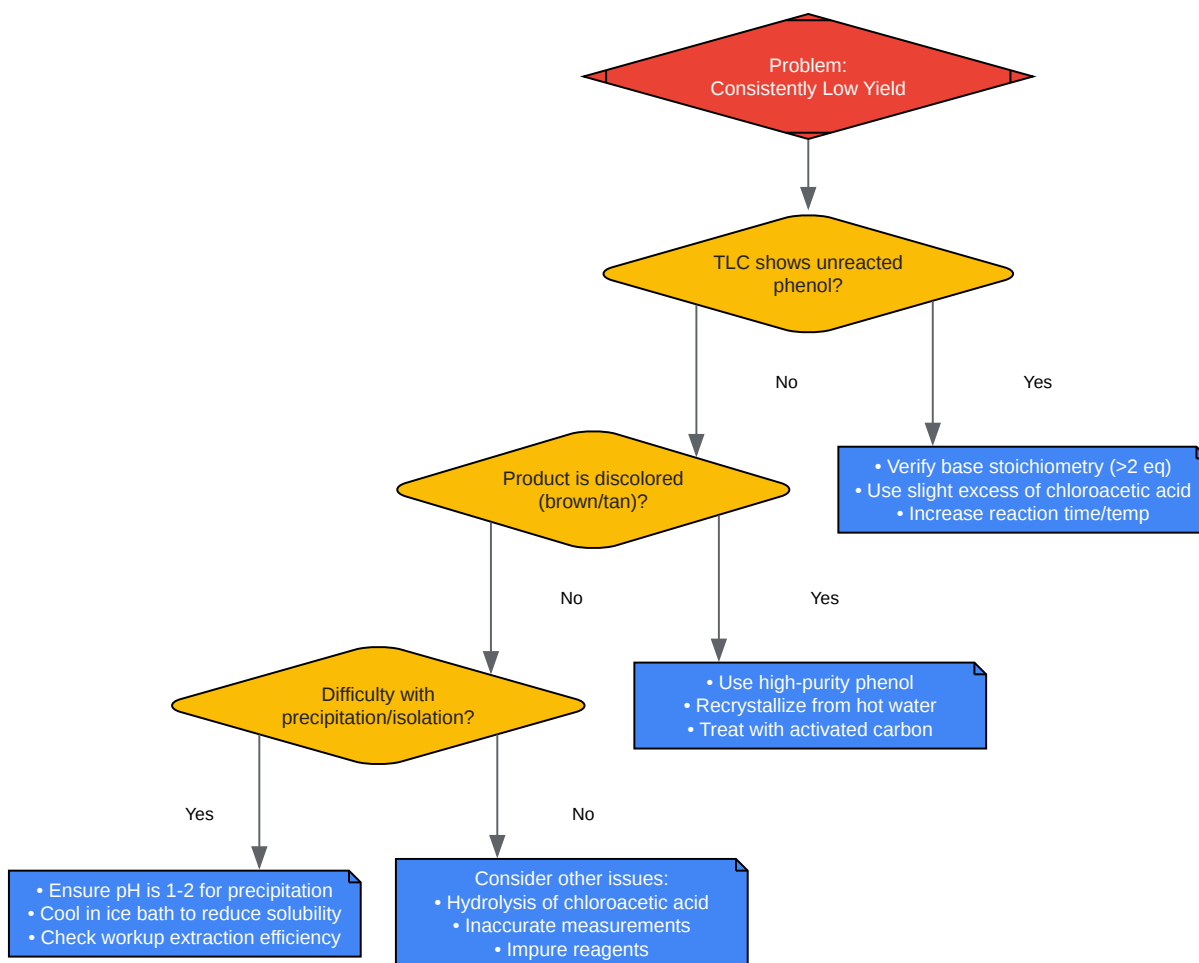 Problem:
Consistently Low Yield
TLC shows unreacted
phenol?
No
Yes
Product is discolored
(brown/tan)?
• Verify base stoichiometry (>2 eq)
• Use slight excess of chloroacetic acid
• Increase reaction time/temp
No
Yes
Difficulty with
precipitation/isolation?
• Use high-purity phenol
• Recrystallize from hot water
• Treat with activated carbon
Yes
No
• Ensure pH is 1-2 for precipitation
• Cool in ice bath to reduce solubility
• Check workup extraction efficiency
Consider other issues:
• Hydrolysis of chloroacetic acid
• Inaccurate measurements
• Impure reagents